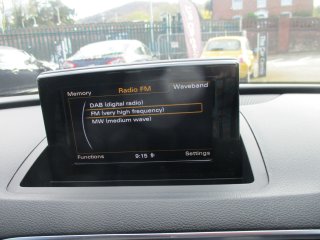 Memory Radio FM Waveband
DAB (digital radio)
FM (very high frequency)
MW (medium wave)
Functions 9:15 Settings